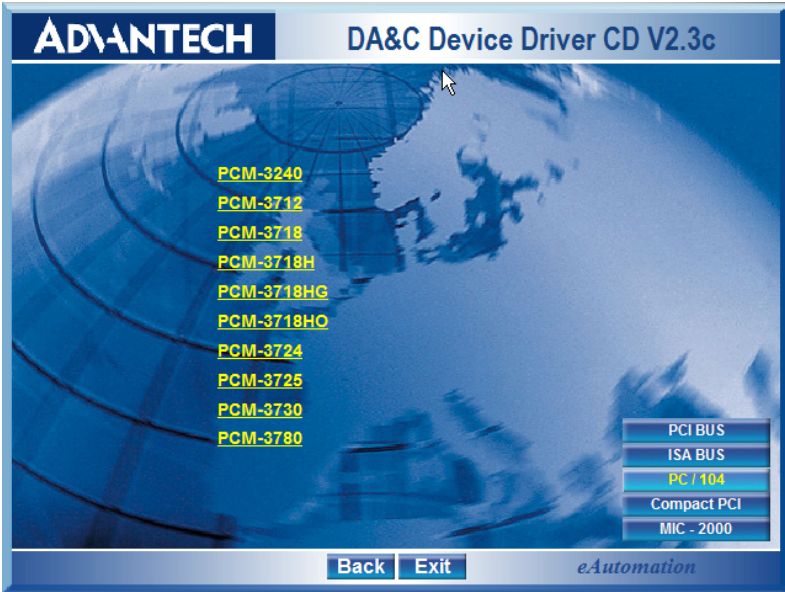 ADVANTECH
DA&C Device Driver CD V2.3c
PCM-3240
PCM-3712
PCM-3718
PCM-3718H
PCM-3718HG
PCM-3718HO
PCM-3724
PCM-3725
PCM-3730
PCM-3780
PCI BUS
ISA BUS
PC / 104
Compact PCI
MIC - 2000
Back Exit
eAutomation